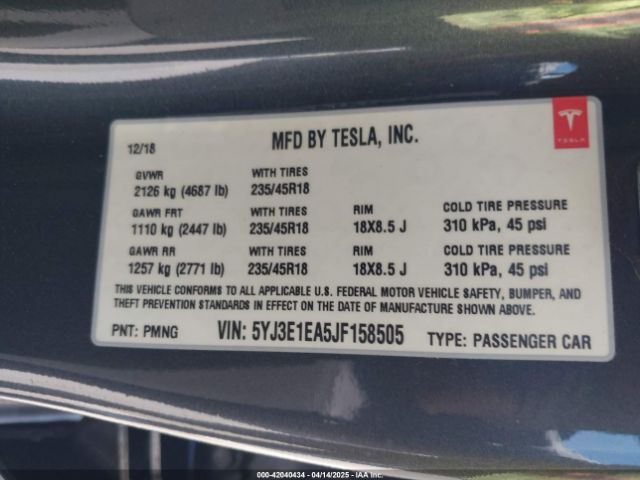 12/18
MFD BY TESLA, INC.
TESLA
GVWR
2126 kg (4687 lb)
WITH TIRES
235/45R18
GAWR FRT
1110 kg (2447 lb)
WITH TIRES
235/45R18
RIM
18X8.5 J
COLD TIRE PRESSURE
310 kPa, 45 psi
GAWR RR
1257 kg (2771 lb)
WITH TIRES
235/45R18
RIM
18X8.5 J
COLD TIRE PRESSURE
310 kPa, 45 psi
THIS VEHICLE CONFORMS TO ALL APPLICABLE U.S. FEDERAL MOTOR VEHICLE SAFETY, BUMPER, AND
THEFT PREVENTION STANDARDS IN EFFECT ON THE DATE OF MANUFACTURE SHOWN ABOVE.
PNT: PMNG
VIN: 5YJ3E1EA5JF158505
TYPE: PASSENGER CAR
000-42040434 - 04/14/2025 - IAAI.COM